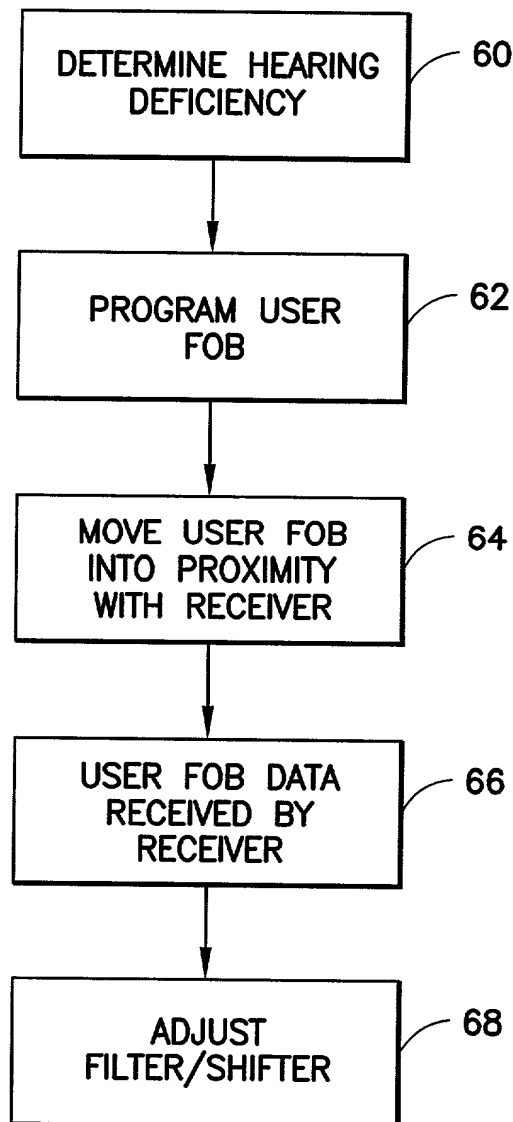 DETERMINE HEARING
DEFICIENCY
60
PROGRAM USER
FOB
62
MOVE USER FOB
INTO PROXIMITY
WITH RECEIVER
64
USER FOB DATA
RECEIVED BY
RECEIVER
66
ADJUST
FILTER/SHIFTER
68